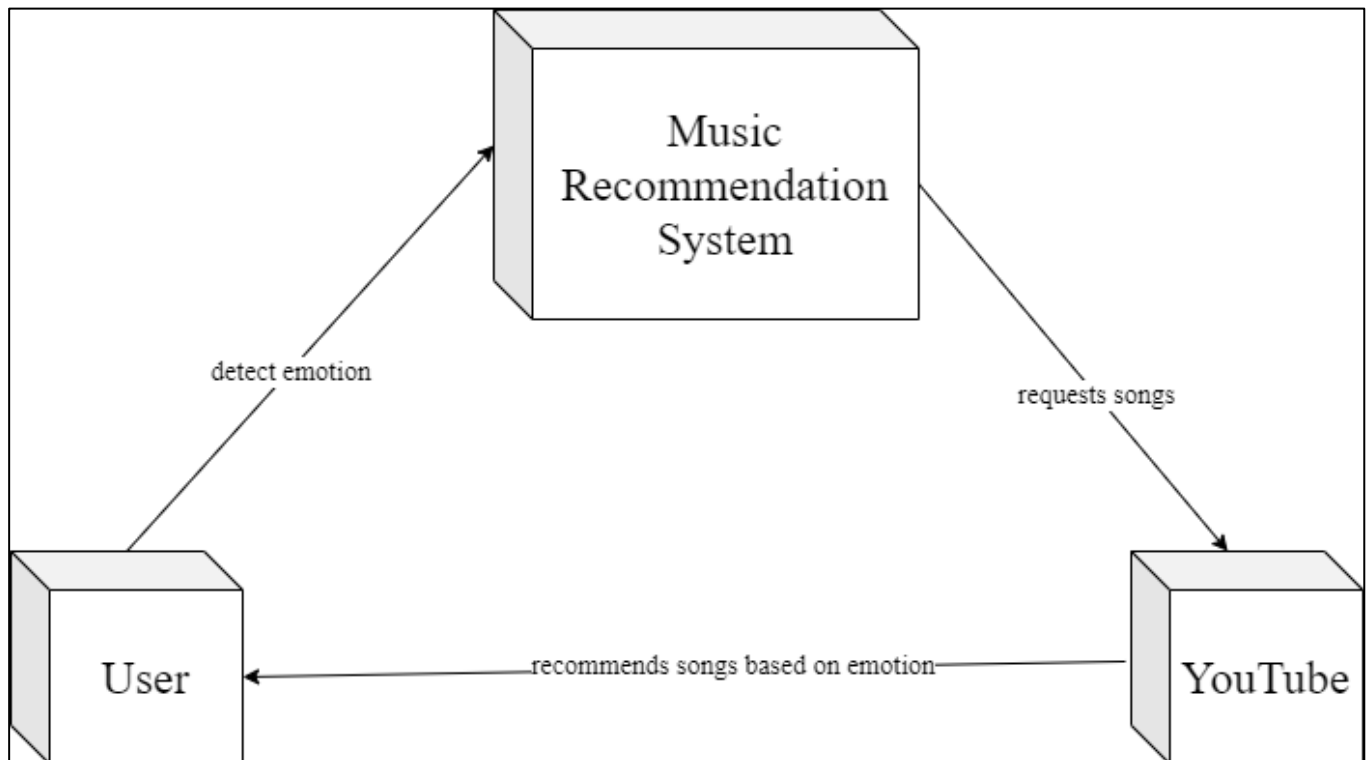 Music
Recommendation
System
detect emotion
requests songs
recommends songs based on emotion
User
YouTube